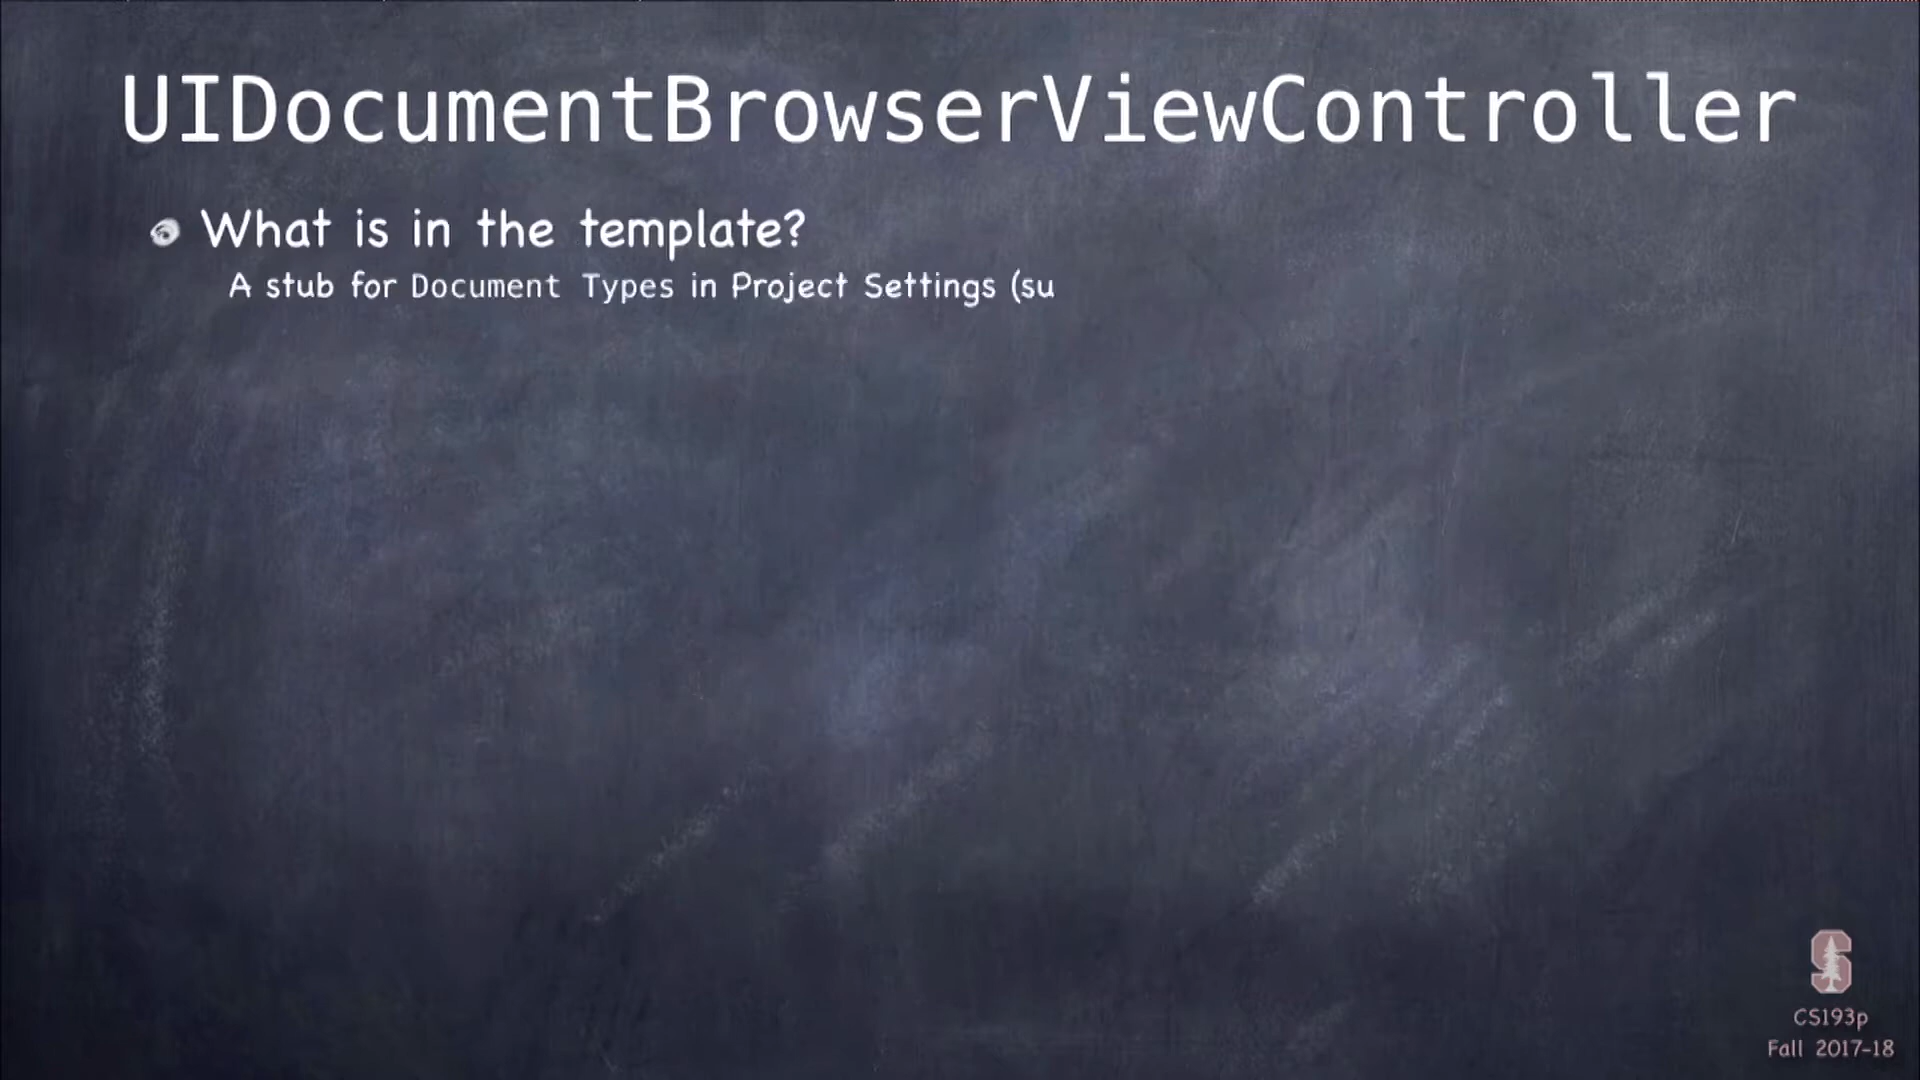 UIDocumentBrowserViewController
What is in the template?
A stub for Document Types in Project Settings (su
CS193p
Fall 2017-18